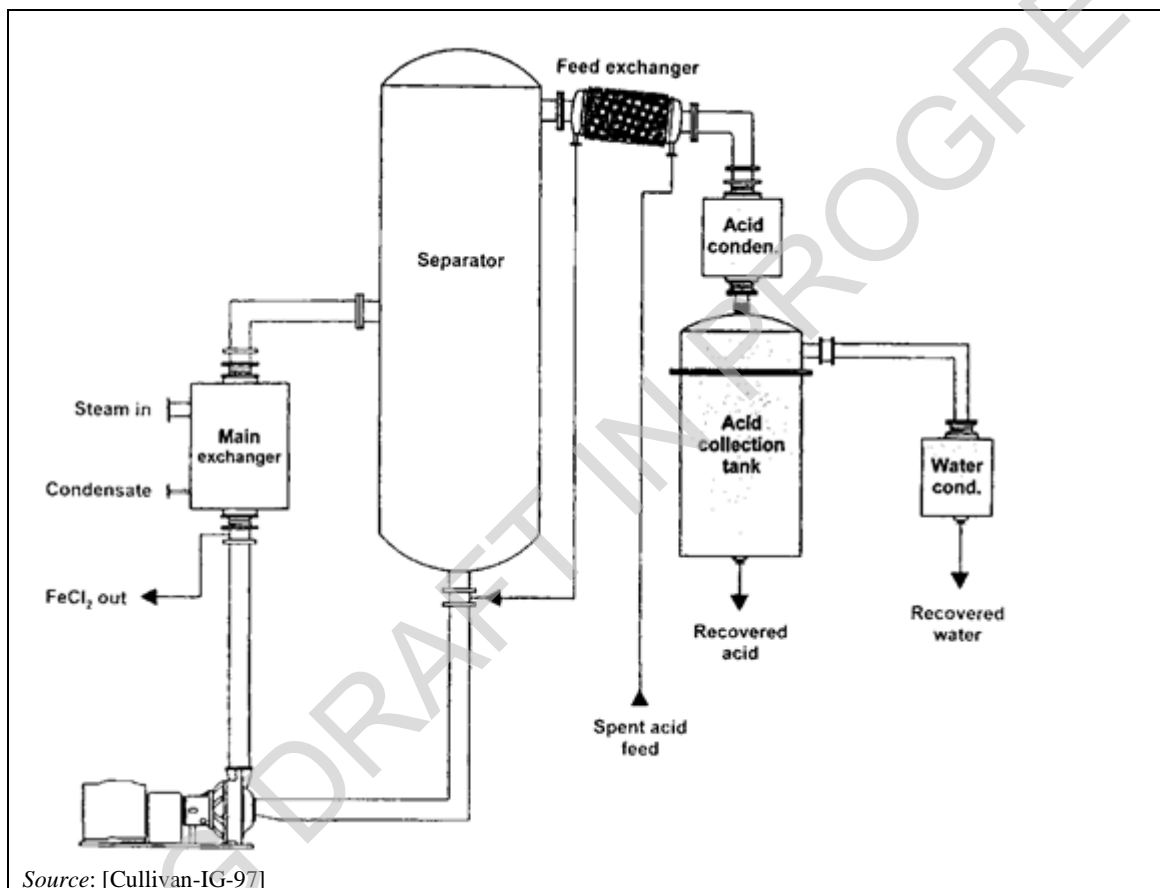 Feed exchanger
Separator
Acid
conden.
Steam in
Main
exchanger
Condensate
Acid
collection
tank
Water
cond.
FeCl₂ out
Recovered
acid
Recovered
water
Spent acid
feed
Source: [Cullivan-IG-97]
G DRAFT IN PROGRE